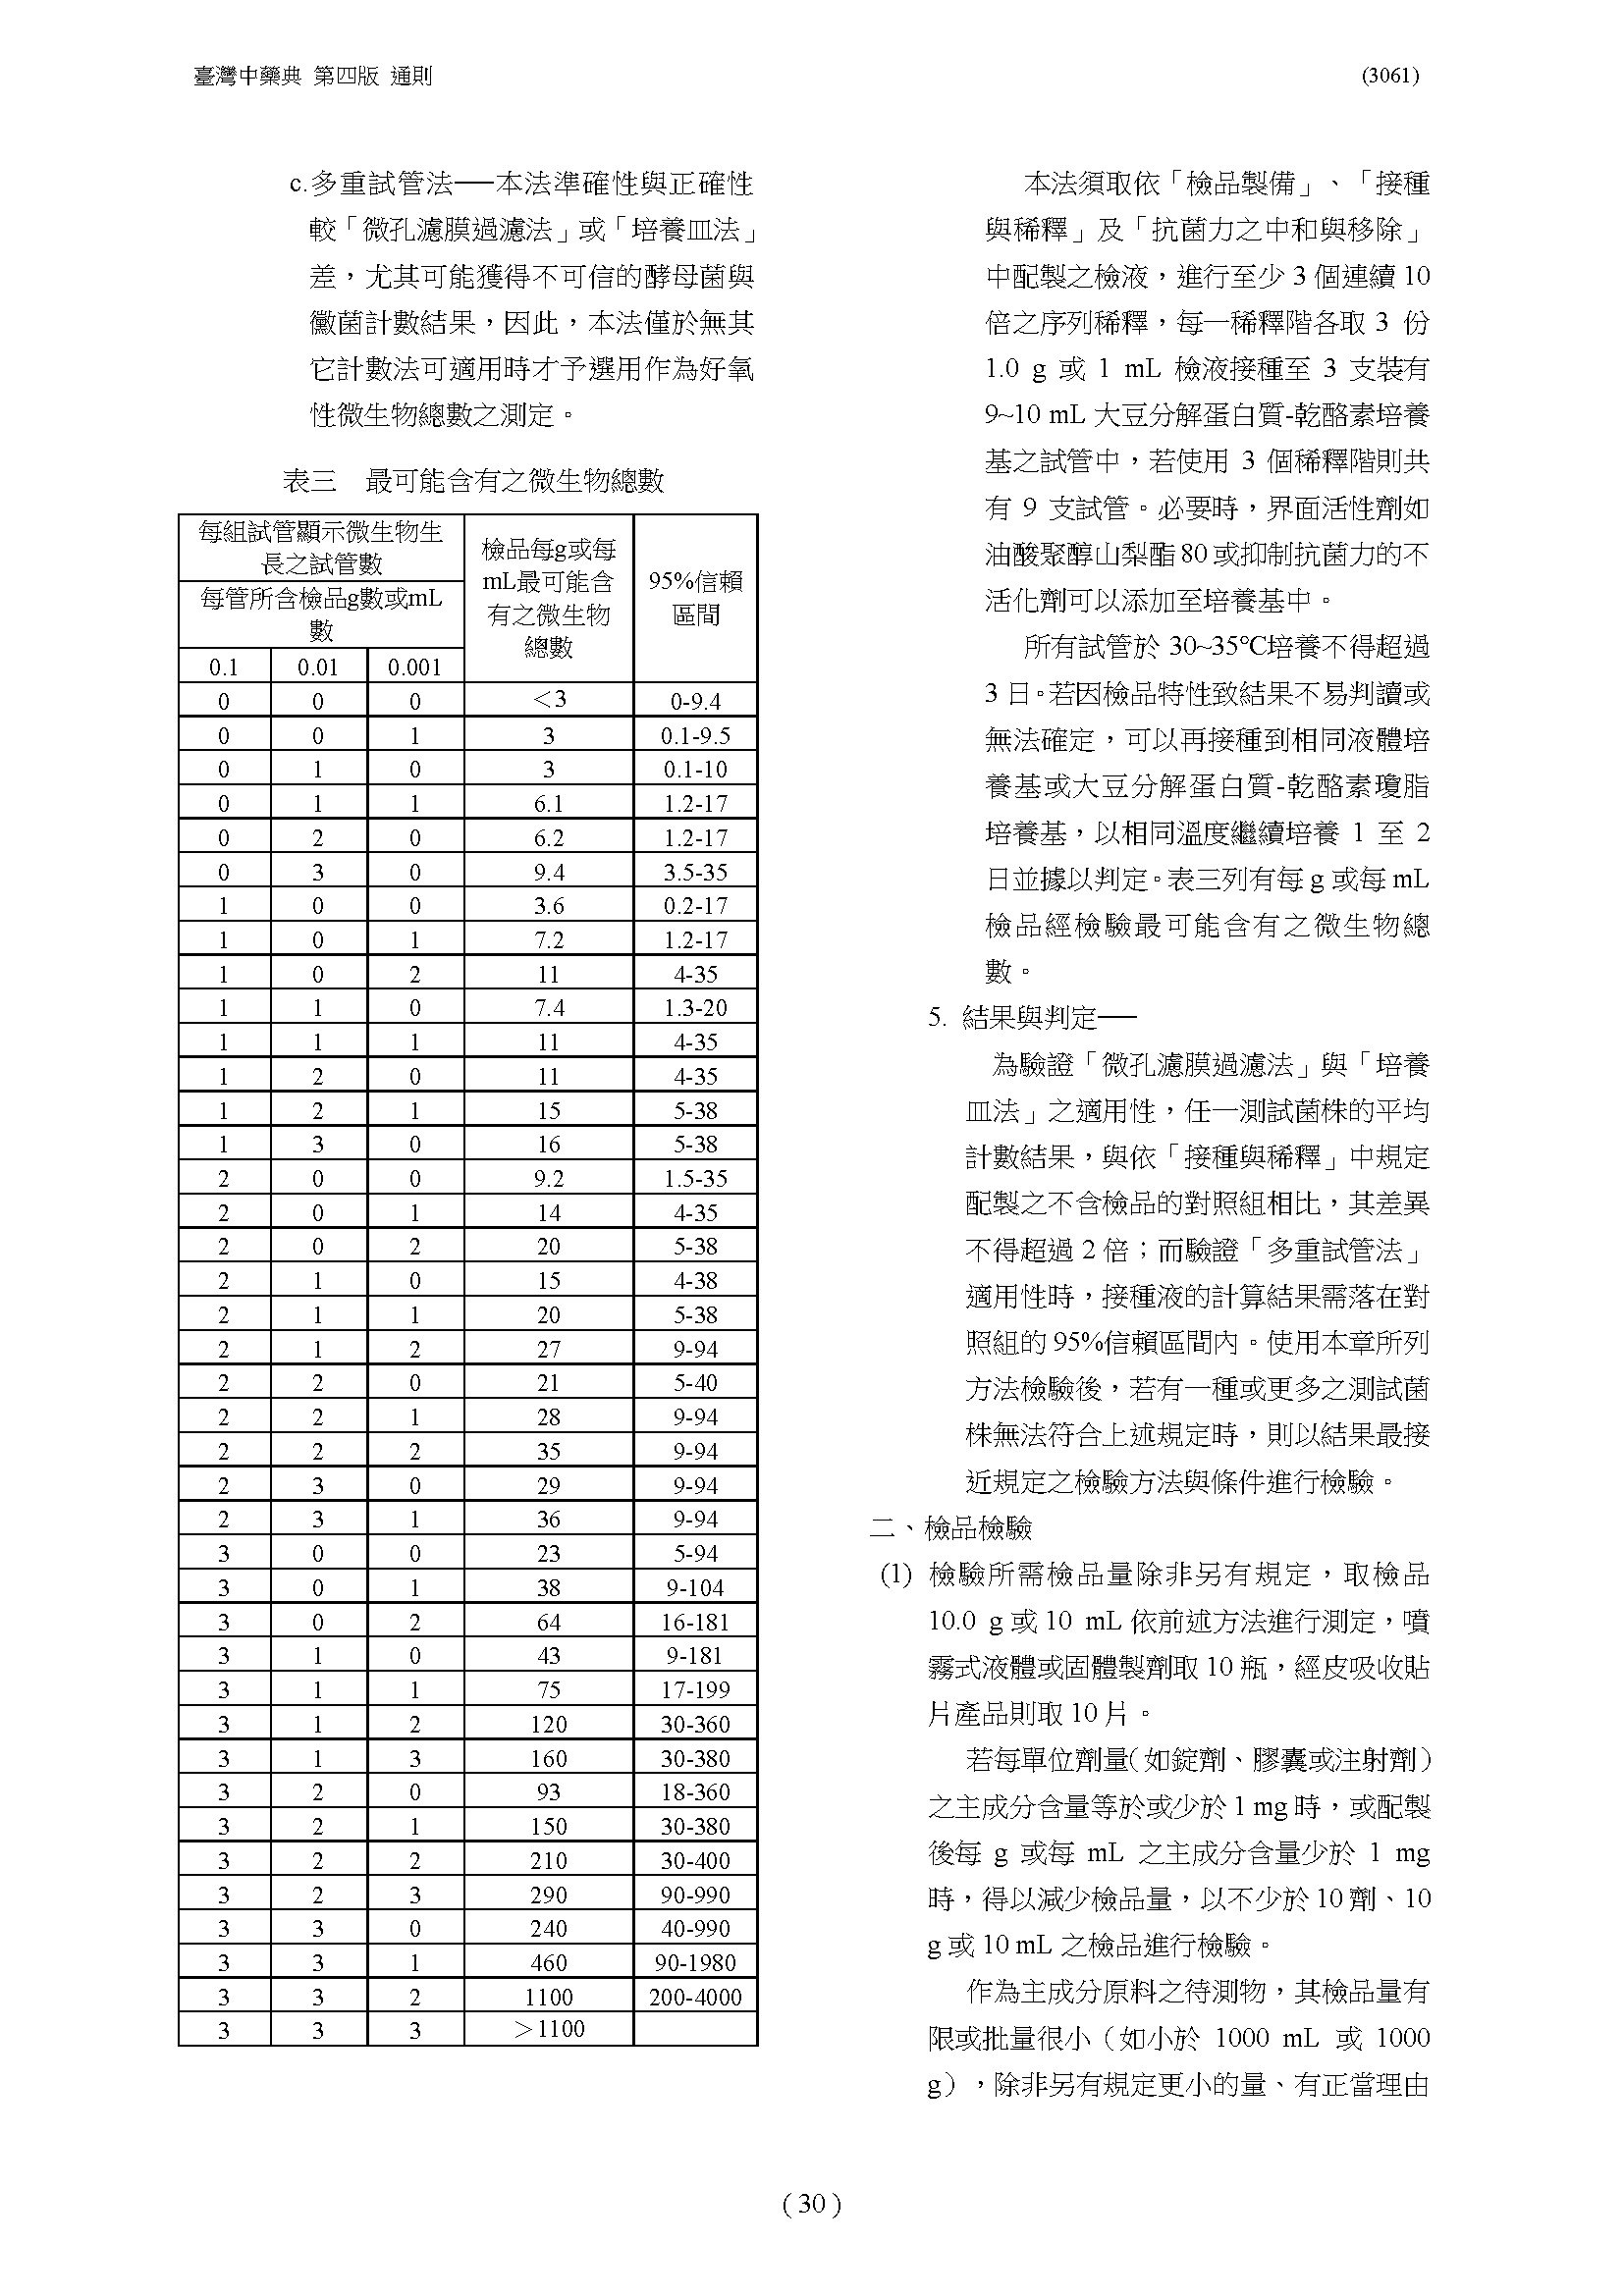 臺灣中藥典 第四版 通則
(3061)
c.多重試管法──本法準確性與正確性
較「微孔濾膜過濾法」或「培養皿法」
差，尤其可能獲得不可信的酵母菌與
黴菌計數結果，因此，本法僅於無其
它計數法可適用時才予選用作為好氧
性微生物總數之測定。
表三 最可能含有之微生物總數
每組試管顯示微生物生
長之試管數
每管所含檢品g數或mL
數
檢品每g或每
mL最可能含
有之微生物
總數
95%信賴
區間
0.1 0.01 0.001
0 0 0 ＜3 0-9.4
0 0 1 3 0.1-9.5
0 1 0 3 0.1-10
0 1 1 6.1 1.2-17
0 2 0 6.2 1.2-17
0 3 0 9.4 3.5-35
1 0 0 3.6 0.2-17
1 0 1 7.2 1.2-17
1 0 2 11 4-35
1 1 0 7.4 1.3-20
1 1 1 11 4-35
1 2 0 11 4-35
1 2 1 15 5-38
1 3 0 16 5-38
2 0 0 9.2 1.5-35
2 0 1 14 4-35
2 0 2 20 5-38
2 1 0 15 4-38
2 1 1 20 5-38
2 1 2 27 9-94
2 2 0 21 5-40
2 2 1 28 9-94
2 2 2 35 9-94
2 3 0 29 9-94
2 3 1 36 9-94
3 0 0 23 5-94
3 0 1 38 9-104
3 0 2 64 16-181
3 1 0 43 9-181
3 1 1 75 17-199
3 1 2 120 30-360
3 1 3 160 30-380
3 2 0 93 18-360
3 2 1 150 30-380
3 2 2 210 30-400
3 2 3 290 90-990
3 3 0 240 40-990
3 3 1 460 90-1980
3 3 2 1100 200-4000
3 3 3 ＞1100
本法須取依「檢品製備」、「接種
與稀釋」及「抗菌力之中和與移除」
中配製之檢液，進行至少 3 個連續 10
倍之序列稀釋，每一稀釋階各取 3 份
1.0 g 或 1 mL 檢液接種至 3 支裝有
9~10 mL 大豆分解蛋白質-乾酪素培養
基之試管中，若使用 3 個稀釋階則共
有 9 支試管。必要時，界面活性劑如
油酸聚醇山梨酯 80 或抑制抗菌力的不
活化劑可以添加至培養基中。
所有試管於 30~35℃培養不得超過
3 日。若因檢品特性致結果不易判讀或
無法確定，可以再接種到相同液體培
養基或大豆分解蛋白質-乾酪素瓊脂
培養基，以相同溫度繼續培養 1 至 2
日並據以判定。表三列有每 g 或每 mL
檢品經檢驗最可能含有之微生物總
數。
5. 結果與判定──
為驗證「微孔濾膜過濾法」與「培養
皿法」之適用性，任一測試菌株的平均
計數結果，與依「接種與稀釋」中規定
配製之不含檢品的對照組相比，其差異
不得超過 2 倍；而驗證「多重試管法」
適用性時，接種液的計算結果需落在對
照組的 95%信賴區間內。使用本章所列
方法檢驗後，若有一種或更多之測試菌
株無法符合上述規定時，則以結果最接
近規定之檢驗方法與條件進行檢驗。
二、檢品檢驗
(1) 檢驗所需檢品量除非另有規定，取檢品
10.0 g 或 10 mL 依前述方法進行測定，噴
霧式液體或固體製劑取 10 瓶，經皮吸收貼
片產品則取 10 片。
若每單位劑量（如錠劑、膠囊或注射劑）
之主成分含量等於或少於 1 mg 時，或配製
後每 g 或每 mL 之主成分含量少於 1 mg
時，得以減少檢品量，以不少於 10 劑、10
g 或 10 mL 之檢品進行檢驗。
作為主成分原料之待測物，其檢品量有
限或批量很小（如小於 1000 mL 或 1000
g），除非另有規定更小的量、有正當理由
( 30 )